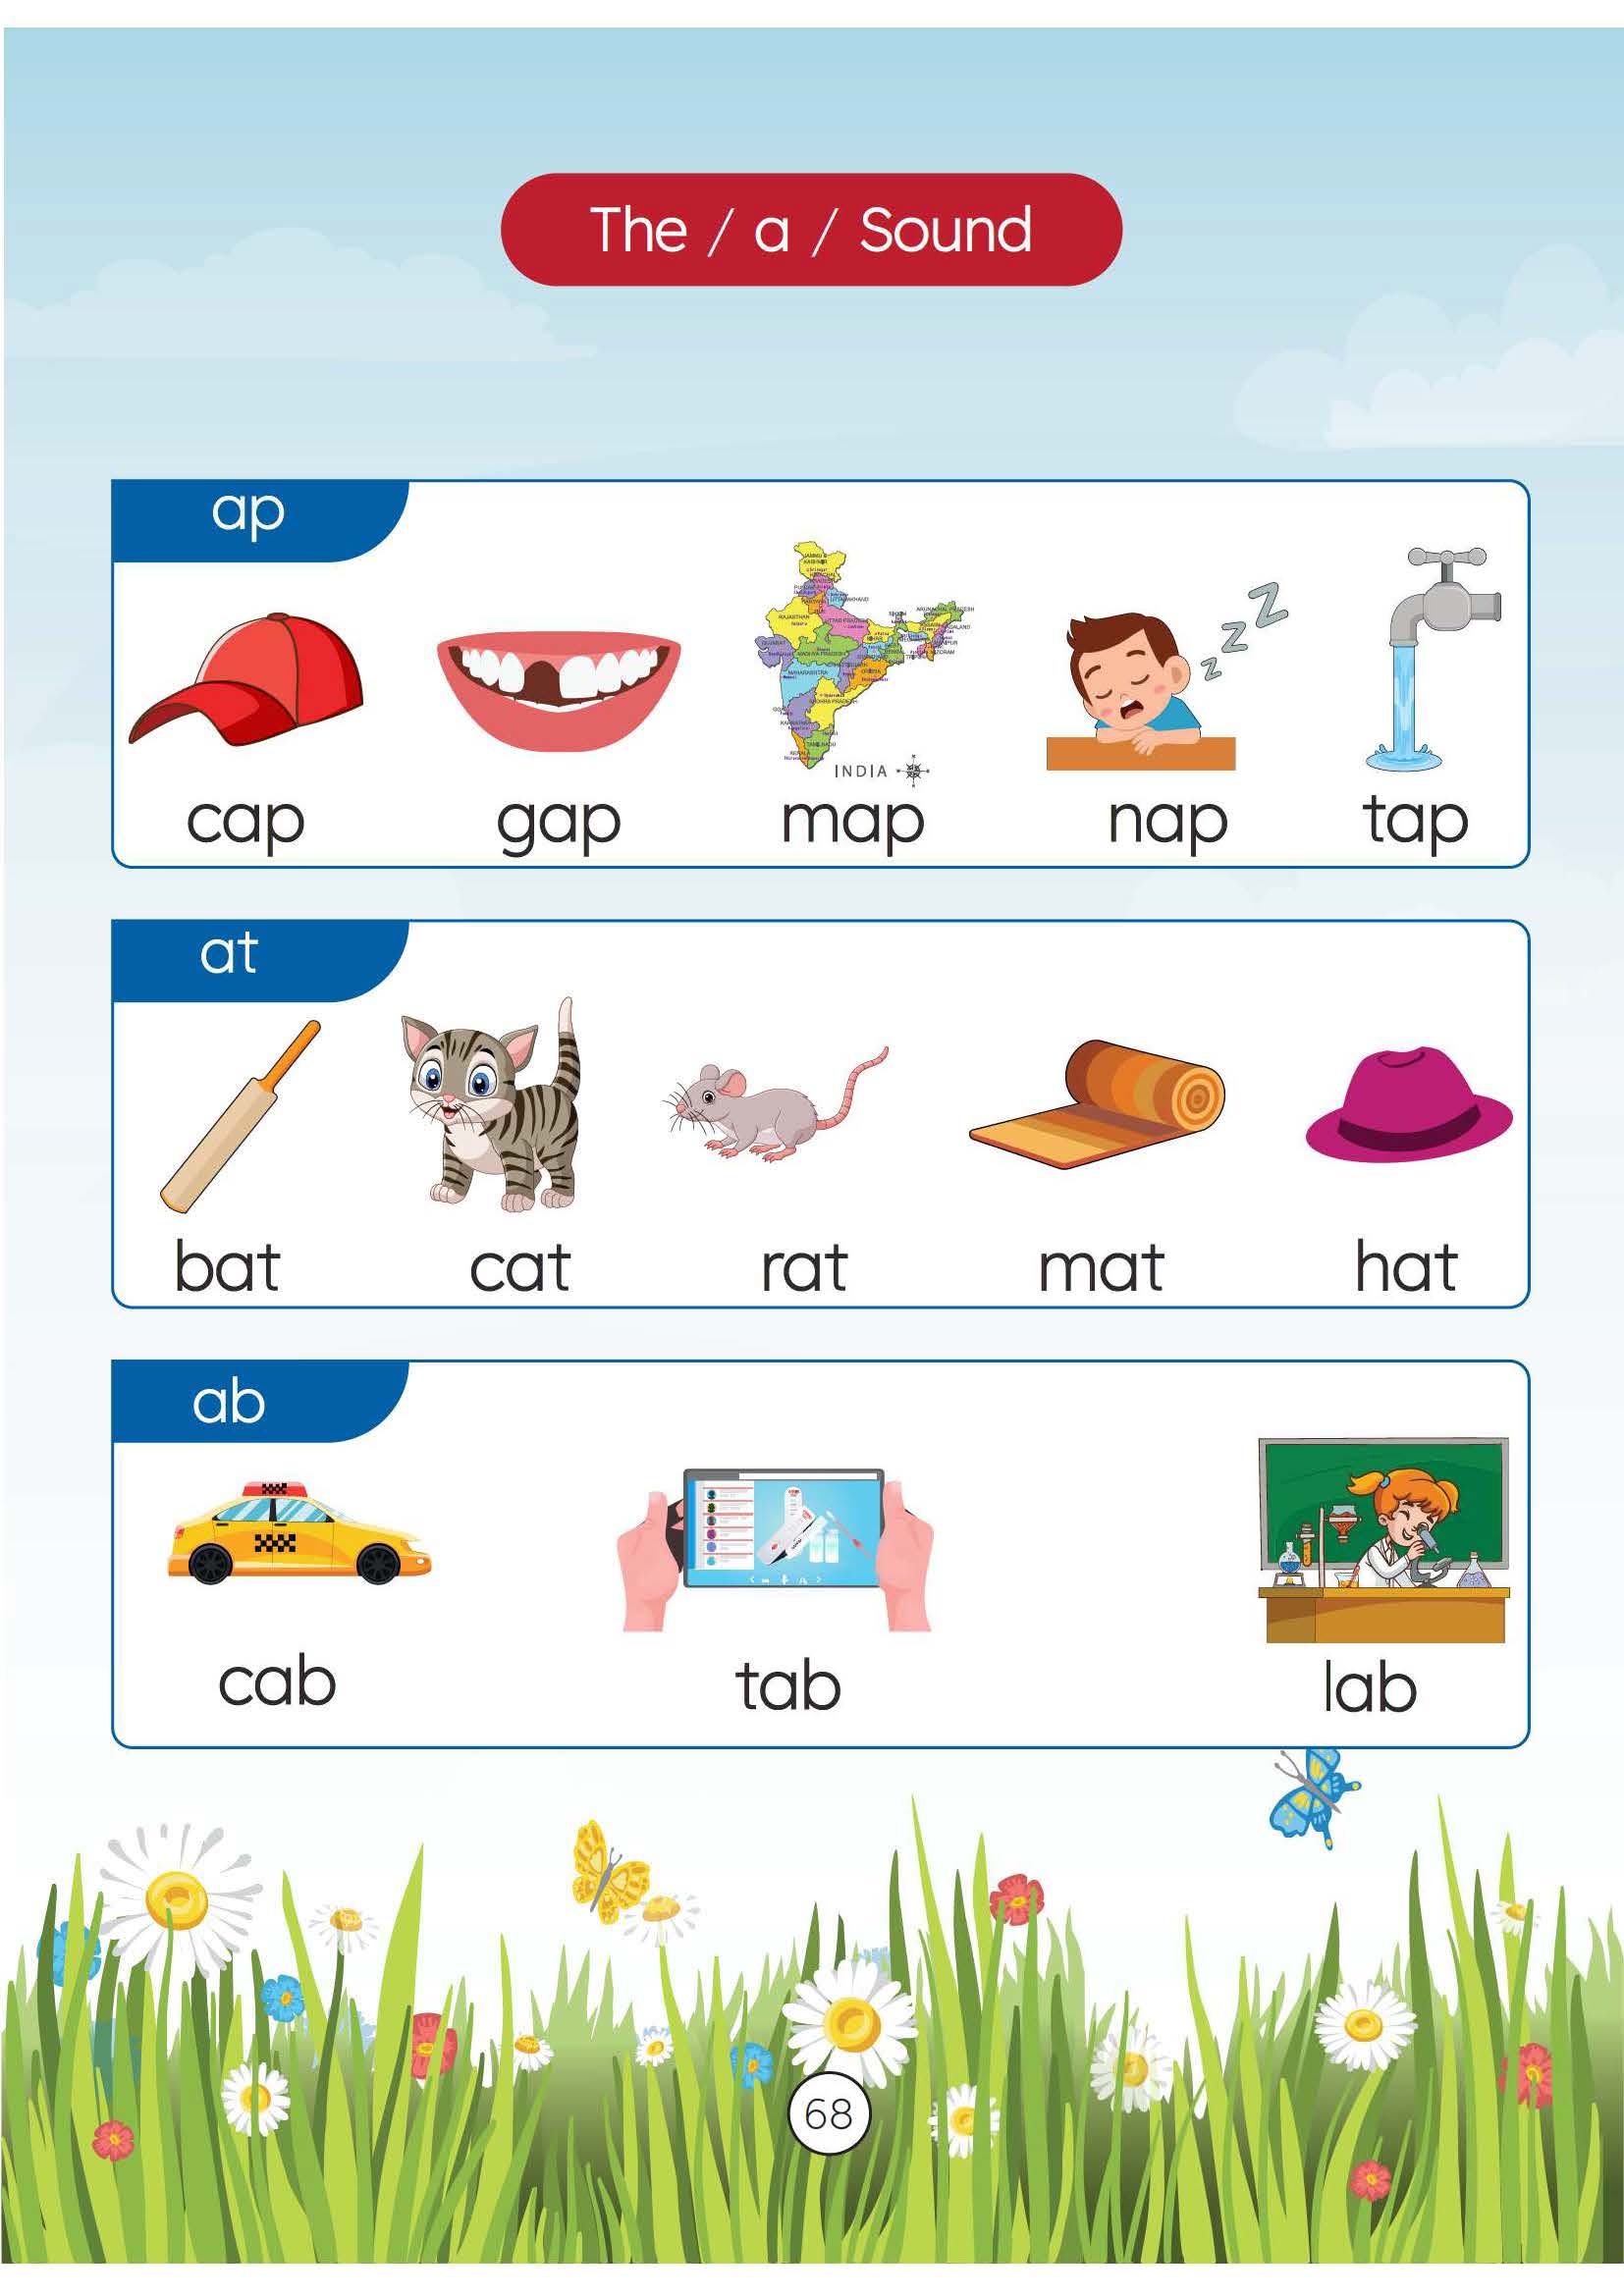 The / a / Sound
ap
INDIA
cap gap map nap tap
at
bat cat rat mat hat
ab
cab tab lab
68